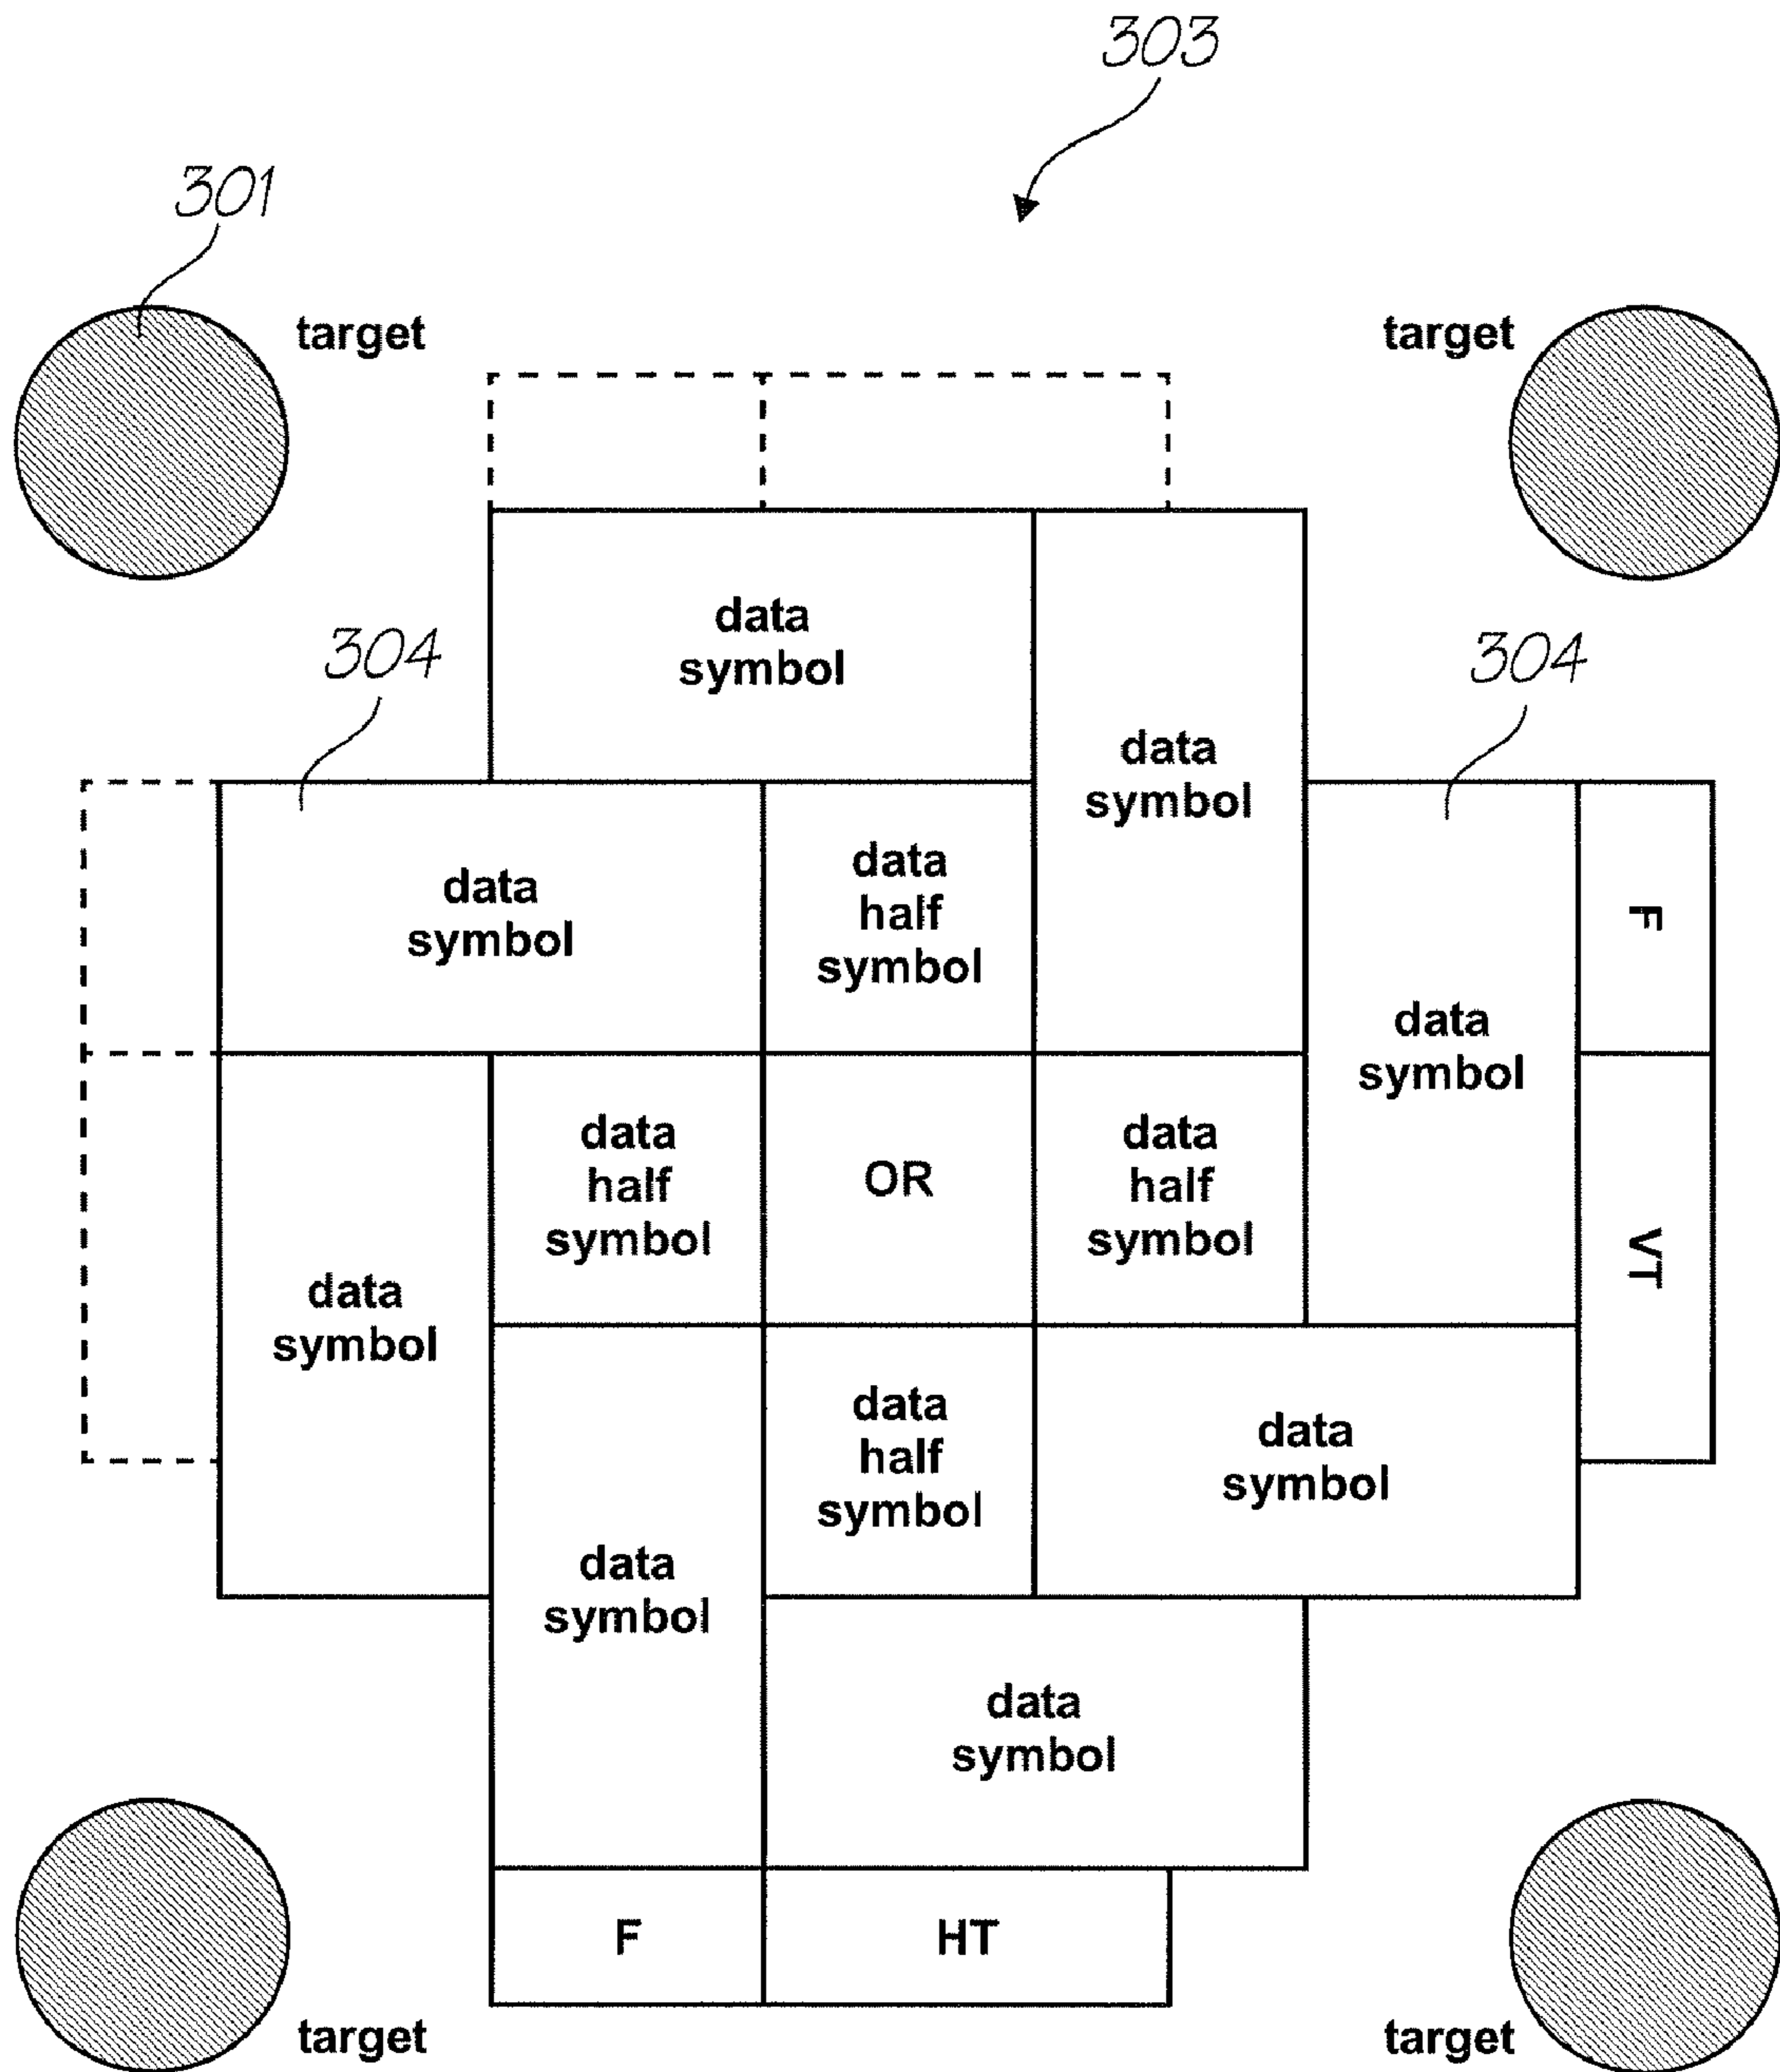 303
301
target
target
data
symbol
304
304
data
symbol
data
symbol
data
half
symbol
F
data
symbol
data
half
symbol
OR
data
half
symbol
VT
data
symbol
data
half
symbol
data
symbol
data
symbol
data
symbol
F
HT
target
target